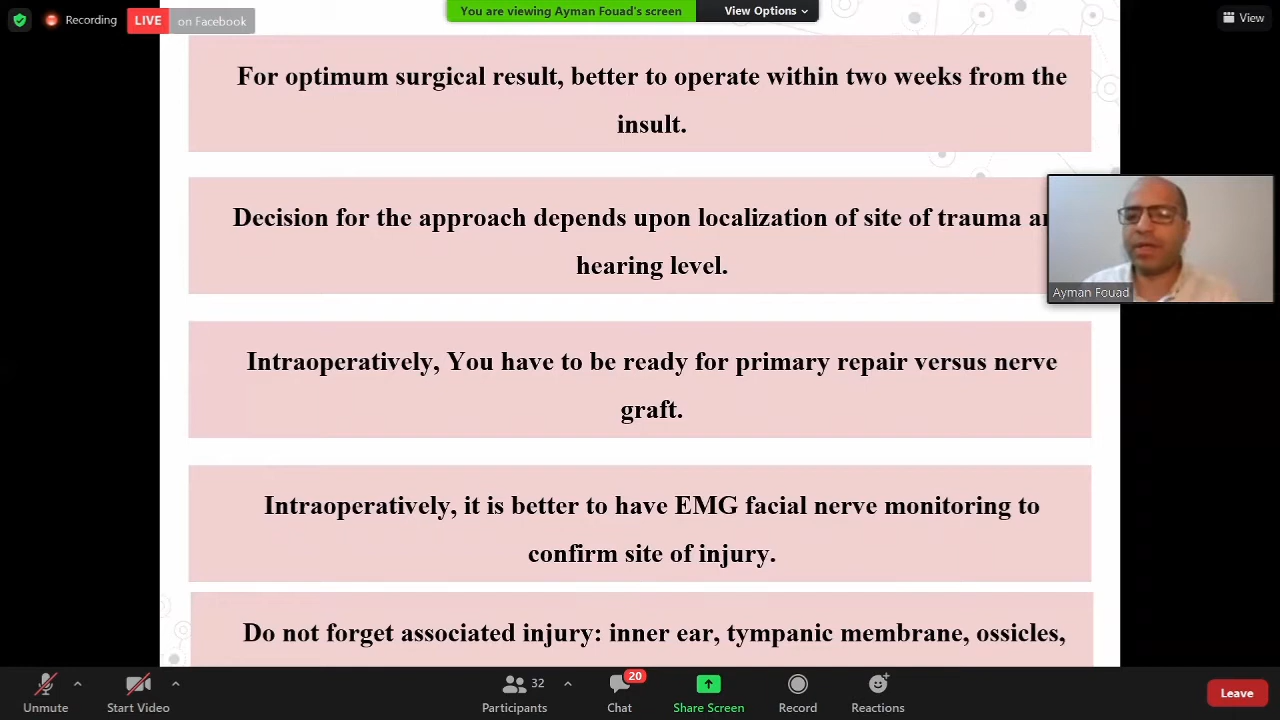 Recording
LIVE
on Facebook
You are viewing Ayman Fouad's screen
View Options
View
For optimum surgical result, better to operate within two weeks from the
insult.
Decision for the approach depends upon localization of site of trauma
hearing level.
Ayman Fouad
Intraoperatively, You have to be ready for primary repair versus nerve
graft.
Intraoperatively, it is better to have EMG facial nerve monitoring to
confirm site of injury.
Do not forget associated injury: inner ear, tympanic membrane, ossicles,
Unmute
Start Video
32
Participants
20
Chat
Share Screen
Record
Reactions
Leave